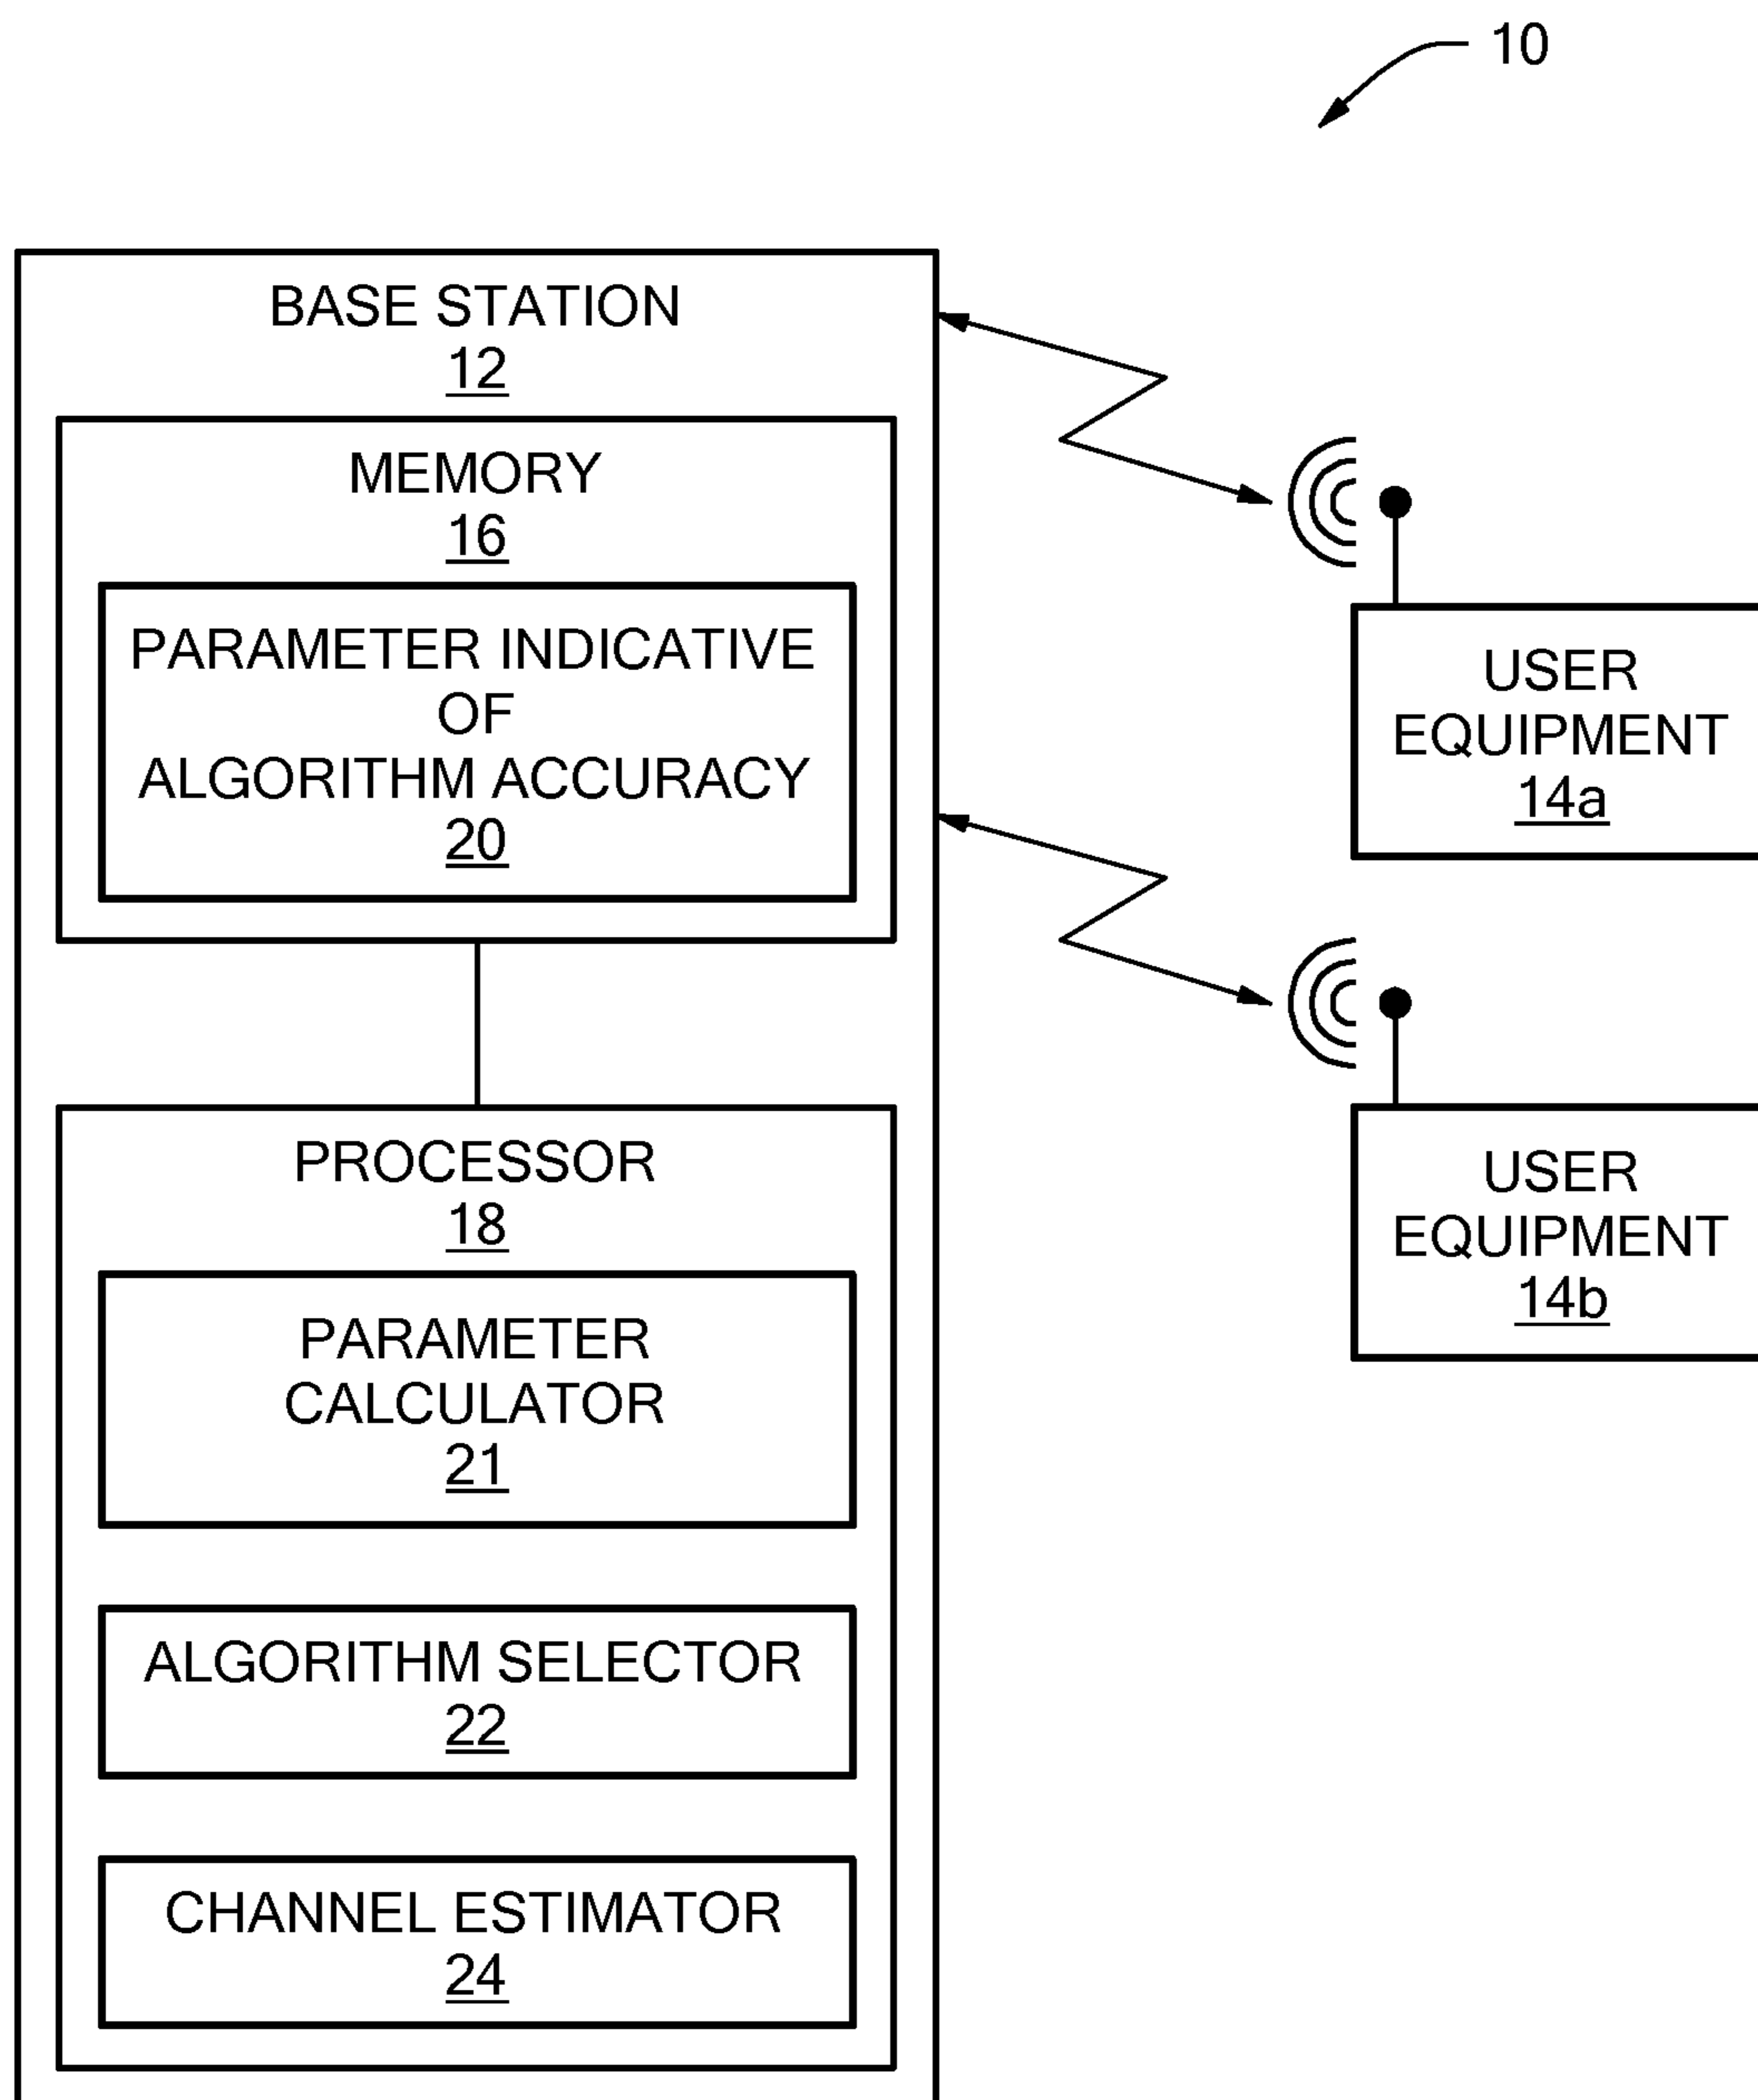 10
BASE STATION
12
MEMORY
16
PARAMETER INDICATIVE
OF
ALGORITHM ACCURACY
20
USER
EQUIPMENT
14a
PROCESSOR
18
PARAMETER
CALCULATOR
21
ALGORITHM SELECTOR
22
CHANNEL ESTIMATOR
24
USER
EQUIPMENT
14b